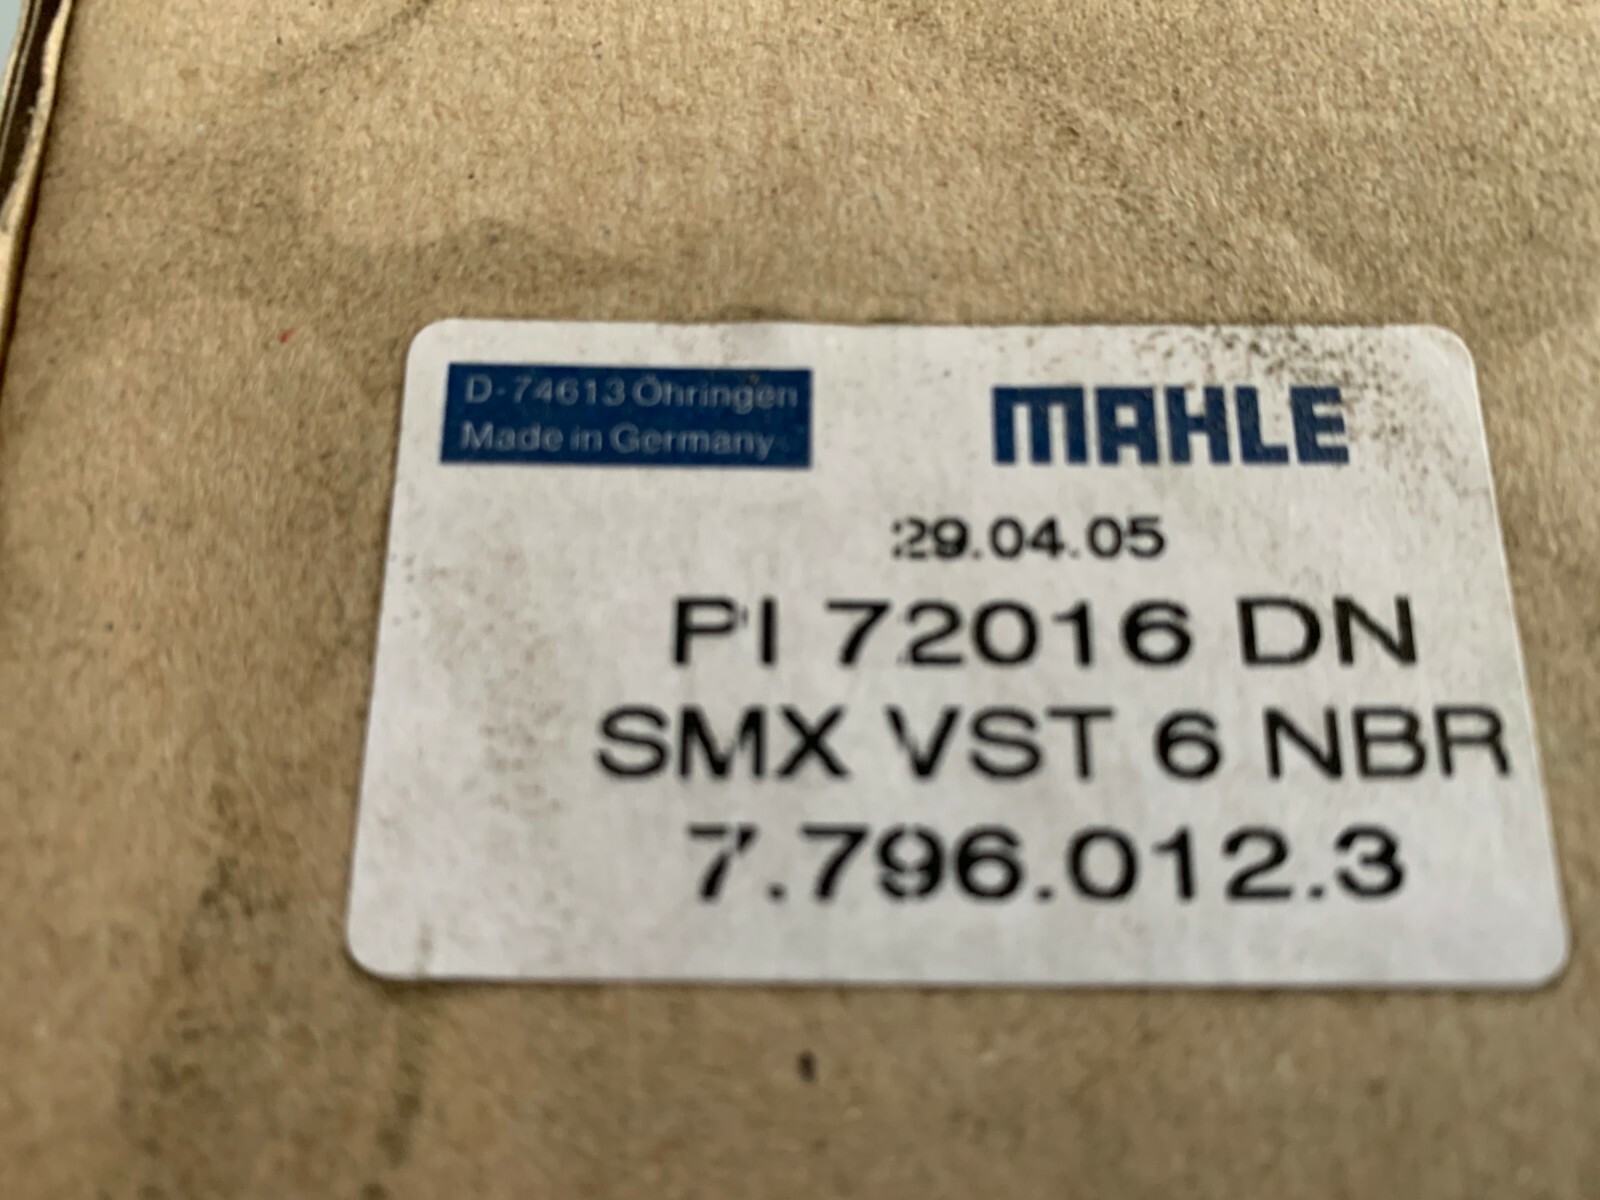 D-74613 Öhringen
Made in Germany
MAHLE
29.04.05
PI 72016 DN
SMX VST 6 NBR
7.796.012.3